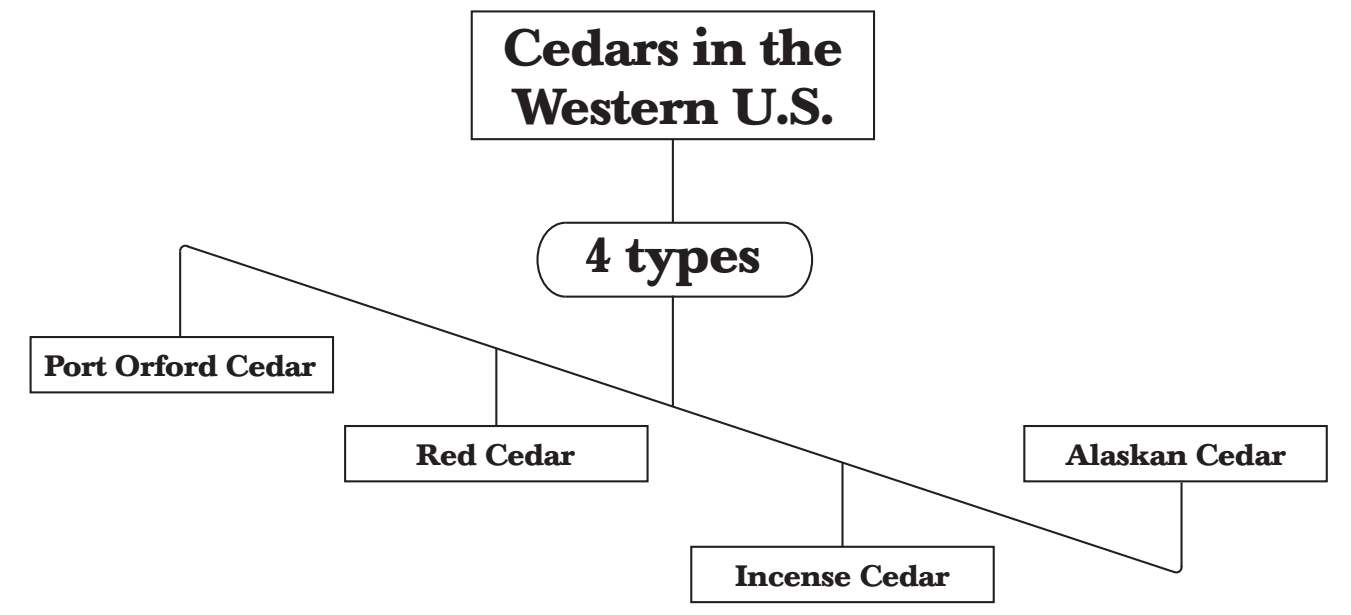 Cedars in the
Western U.S.
4 types
Port Orford Cedar
Red Cedar
Alaskan Cedar
Incense Cedar